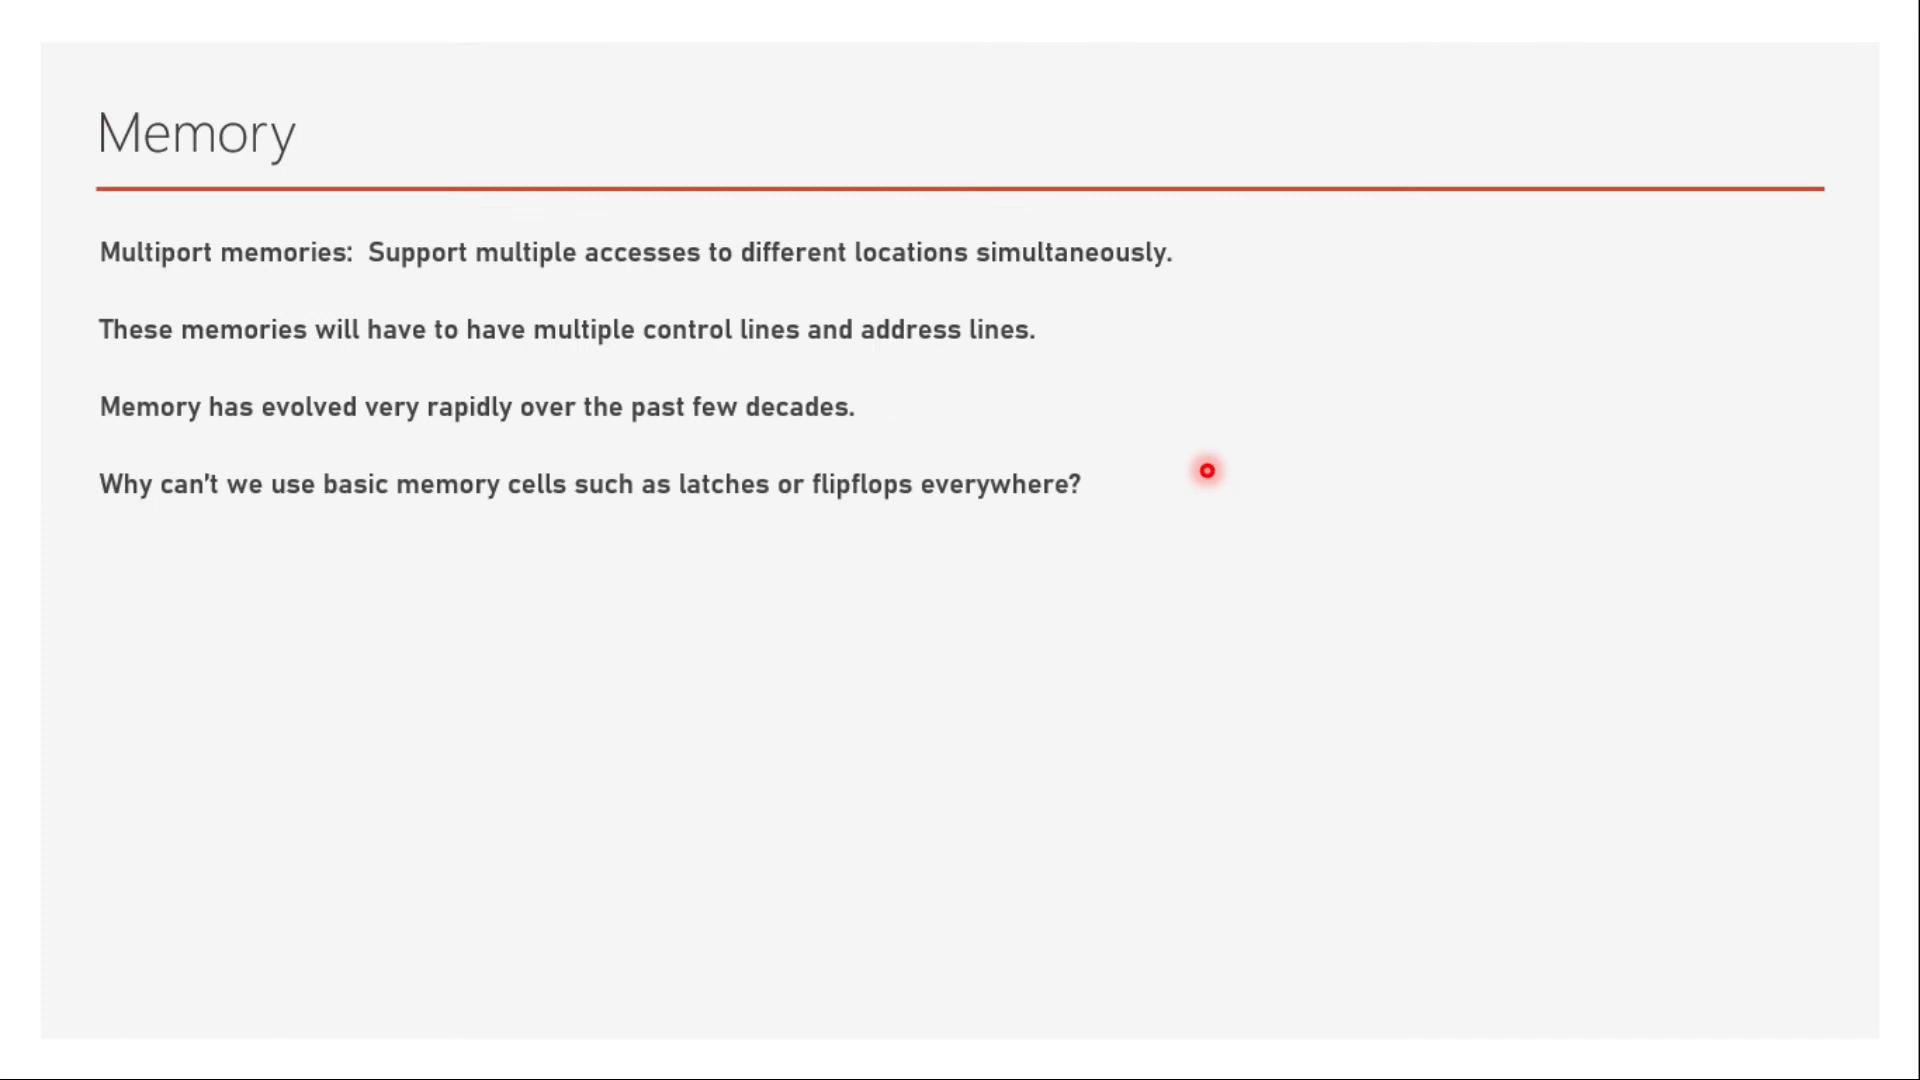 Memory
Multiport memories:  Support multiple accesses to different locations simultaneously.
These memories will have to have multiple control lines and address lines.
Memory has evolved very rapidly over the past few decades.
Why can't we use basic memory cells such as latches or flipflops everywhere?